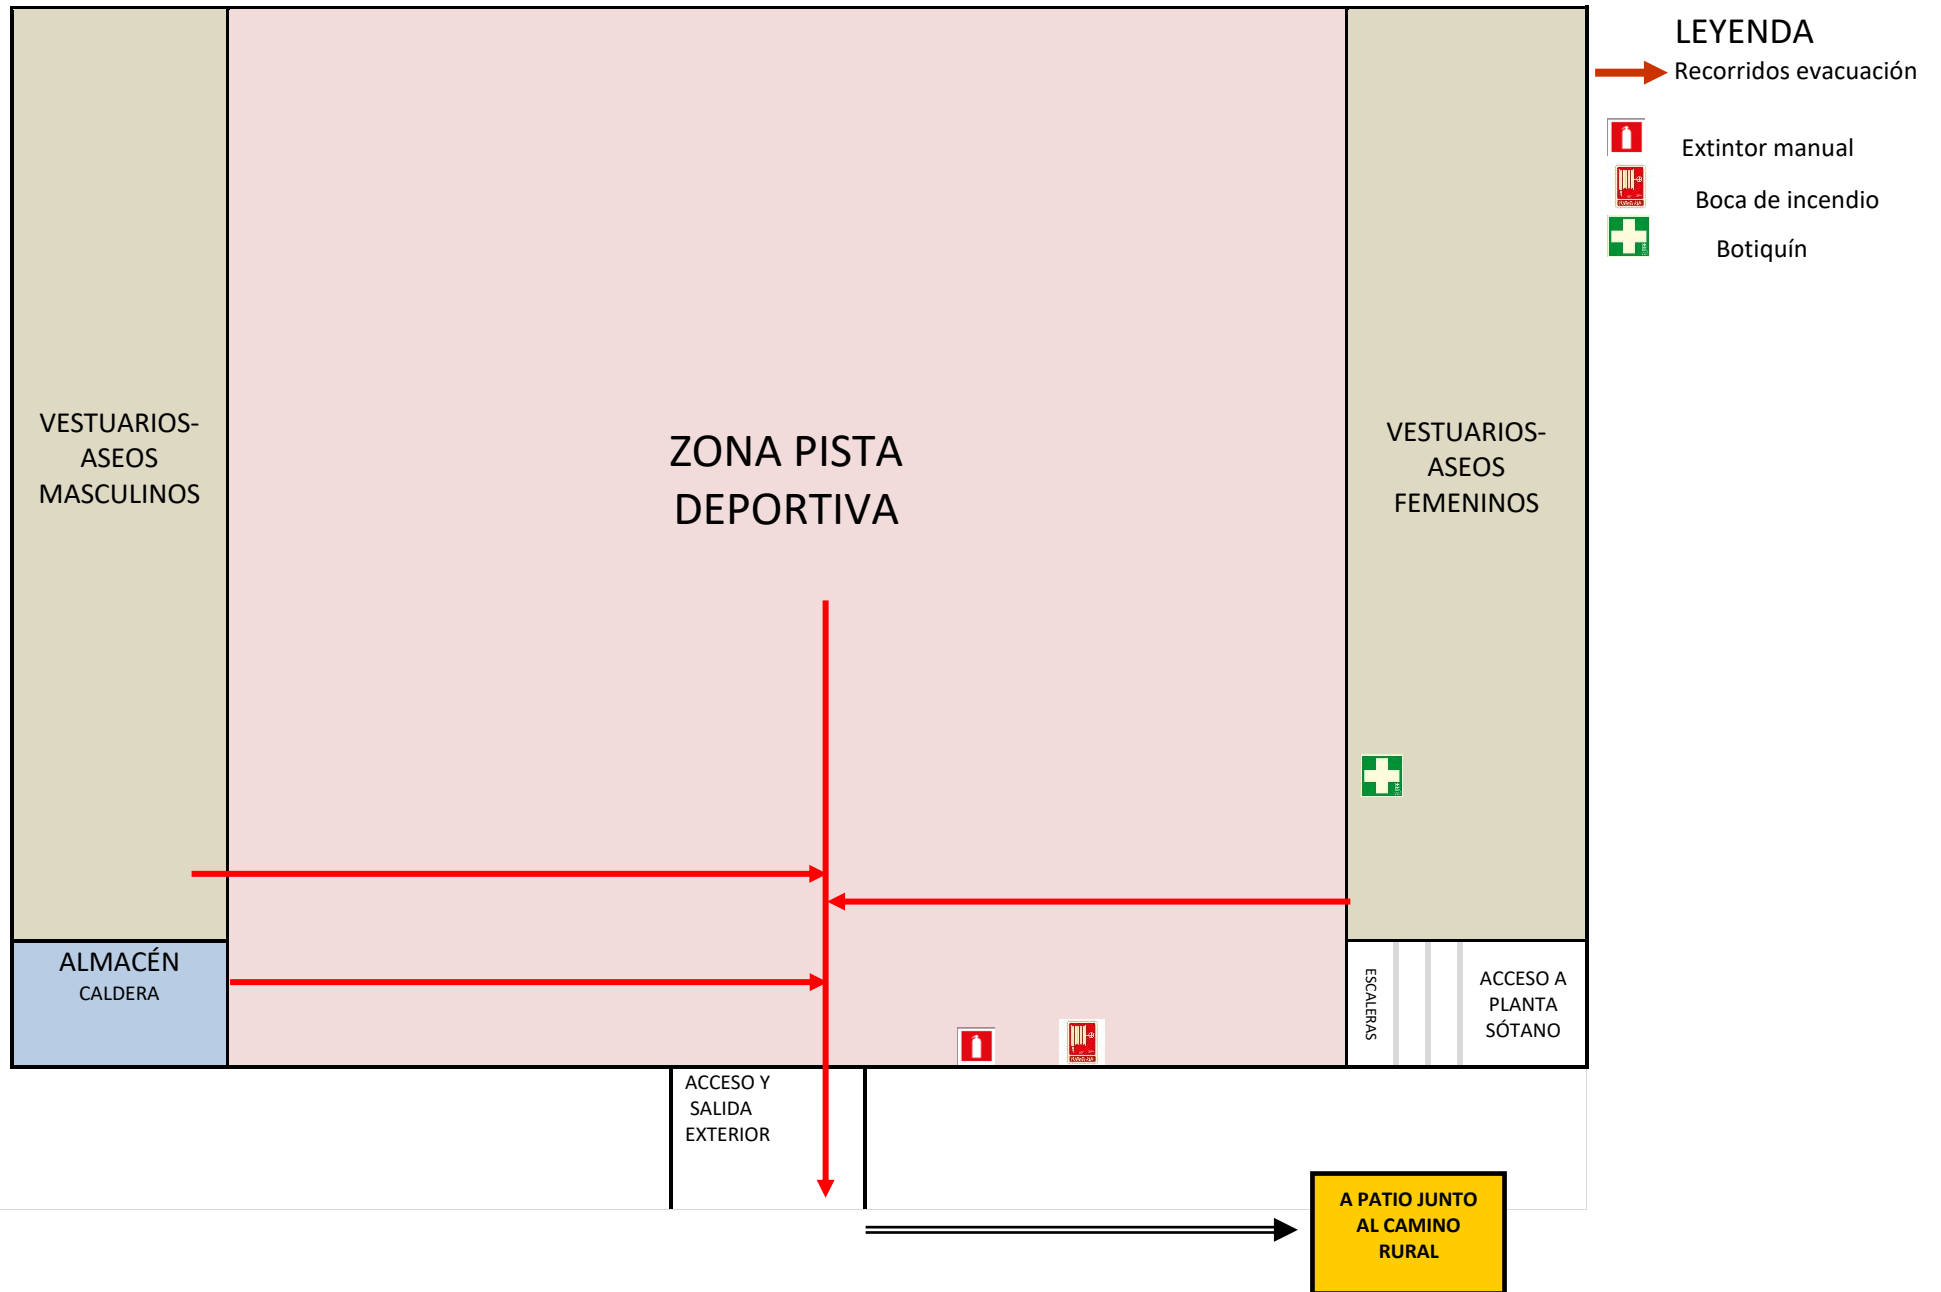 LEYENDA
Recorridos evacuación
Extintor manual
Boca de incendio
Botiquín
VESTUARIOS-
ASEOS
MASCULINOS
ZONA PISTA
DEPORTIVA
VESTUARIOS-
ASEOS
FEMENINOS
ALMACÉN
CALDERA
ESCALERAS
ACCESO A
PLANTA
SÓTANO
ACCESO Y
SALIDA
EXTERIOR
A PATIO JUNTO
AL CAMINO
RURAL